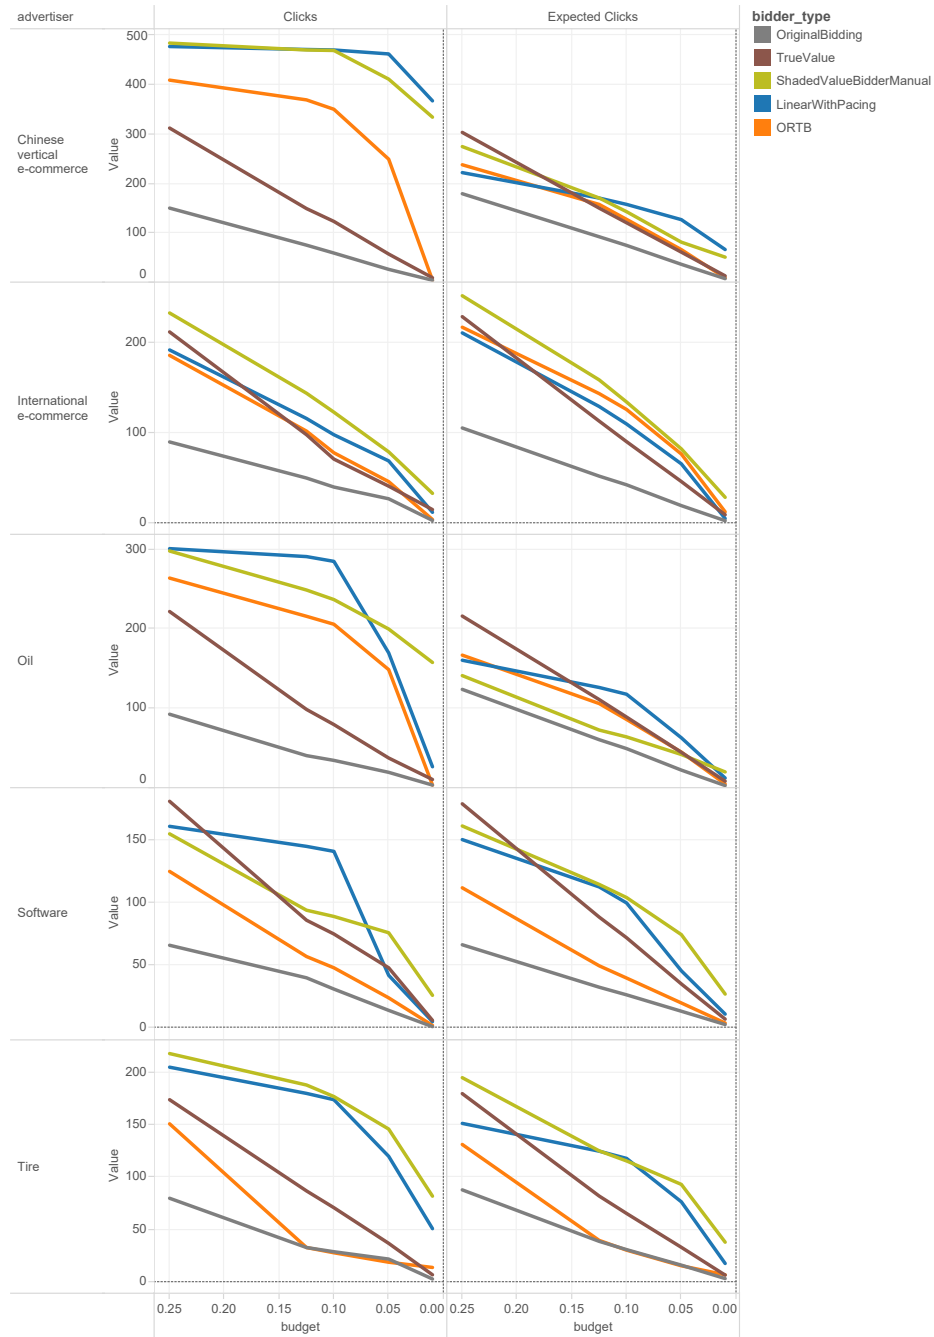 advertiser Clicks Expected Clicks bidder_type
OriginalBidding
TrueValue
ShadedValueBidderManual
LinearWithPacing
ORTB
Chinese
vertical
e-commerce
Value
500
400
300
200
100
0
International
e-commerce
Value
200
100
0
Oil
Value
300
200
100
0
Software
Value
150
100
50
0
Tire
Value
200
150
100
50
0
0.25 0.20 0.15 0.10 0.05 0.00 0.25 0.20 0.15 0.10 0.05 0.00
budget budget